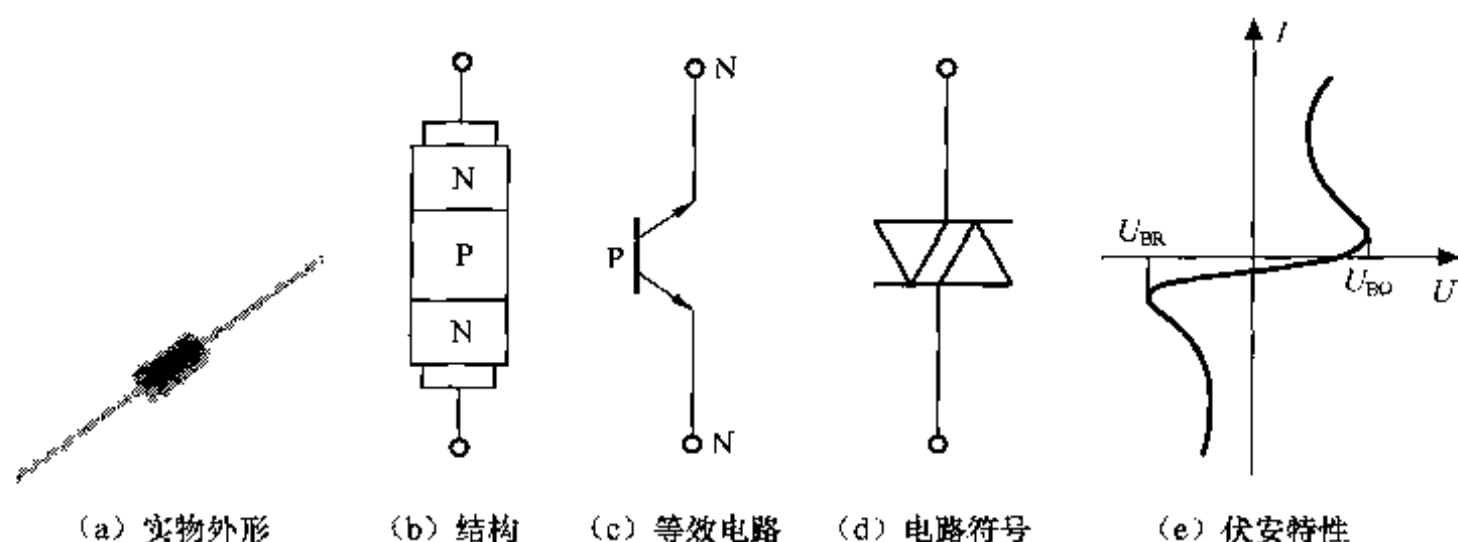 N
P
N
N
P
N
I
U_BR
U_BO
U
(a) 实物外形
(b) 结构
(c) 等效电路
(d) 电路符号
(e) 伏安特性